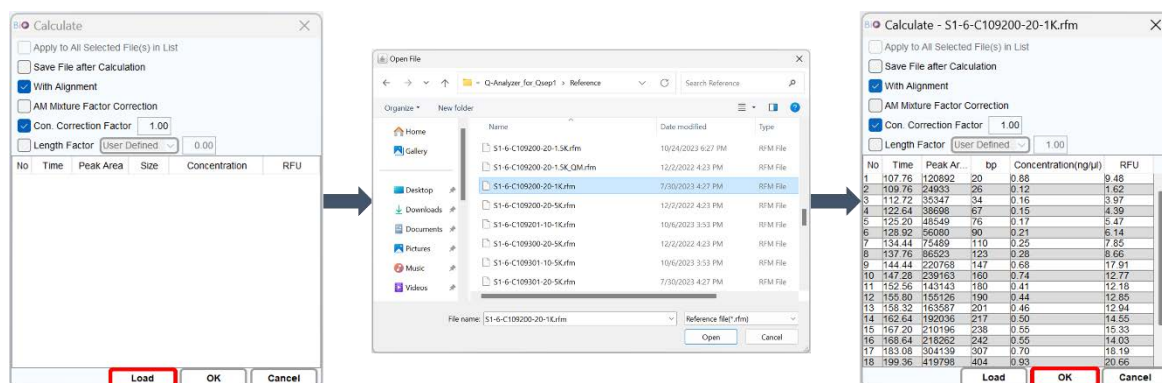 BiO Calculate
Apply to All Selected File(s) in List
Save File after Calculation
With Alignment
AM Mixture Factor Correction
Con. Correction Factor 1.00
Length Factor User Defined 0.00
No Time Peak Area Size Concentration RFU
Load OK Cancel
Open File
Q-Analyzer_for_Qsep1 > Reference Search Reference
Organize New folder
Name Date modified Type
Home
Gallery
Desktop
Downloads
Documents
Pictures
Music
Videos
S1-6-C109200-20-1.5K.rfm 10/24/2023 6:27 PM RFM File
S1-6-C109200-20-1.5K_QM.rfm 12/2/2022 4:23 PM RFM File
S1-6-C109200-20-1K.rfm 7/30/2023 4:27 PM RFM File
S1-6-C109200-20-5K.rfm 12/2/2022 4:23 PM RFM File
S1-6-C109201-10-1K.rfm 10/6/2023 3:53 PM RFM File
S1-6-C109300-20-5K.rfm 12/2/2022 4:23 PM RFM File
S1-6-C109301-10-5K.rfm 10/6/2023 3:53 PM RFM File
S1-6-C109301-20-5K.rfm 7/30/2023 4:27 PM RFM File
File name: S1-6-C109200-20-1K.rfm Reference file(*.rfm)
Open Cancel
BiO Calculate - S1-6-C109200-20-1K.rfm
Apply to All Selected File(s) in List
Save File after Calculation
With Alignment
AM Mixture Factor Correction
Con. Correction Factor 1.00
Length Factor User Defined 1.00
No Time Peak Ar... bp Concentration(ng/µl) RFU
1 107.76 120892 20 0.88 9.48
2 109.76 24933 26 0.12 1.62
3 112.72 35347 34 0.16 3.97
4 122.64 38698 67 0.15 4.39
5 125.20 48549 76 0.17 5.47
6 128.92 56080 90 0.21 6.14
7 134.44 75489 110 0.25 7.85
8 137.76 86523 123 0.28 8.66
9 144.44 220768 147 0.68 17.91
10 147.28 239163 160 0.74 12.77
11 152.56 143143 180 0.41 12.18
12 155.80 155126 190 0.44 12.85
13 158.32 163587 201 0.46 12.94
14 162.64 192036 217 0.50 14.55
15 167.20 210196 238 0.55 15.33
16 168.64 218262 242 0.55 14.03
17 183.08 304139 307 0.70 18.19
18 199.36 419798 404 0.93 20.66
Load OK Cancel